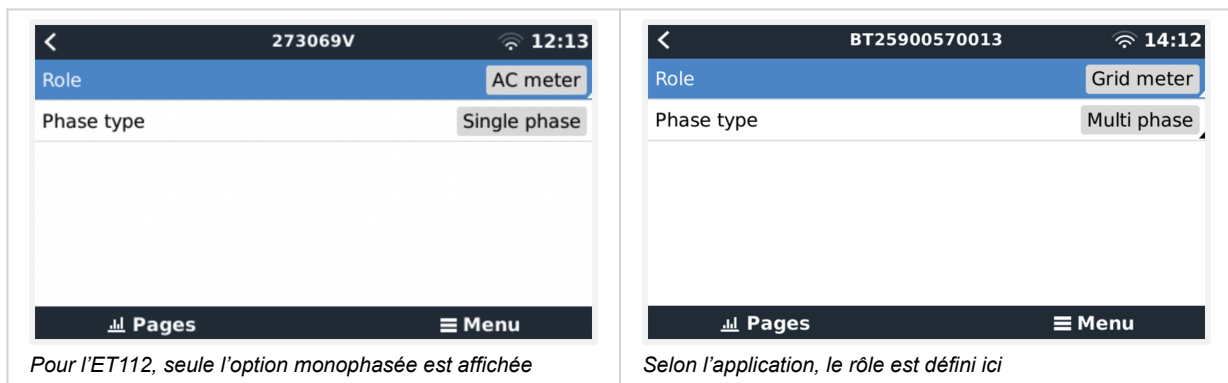 273069V 12:13
Role AC meter
Phase type Single phase
Pages Menu
Pour l’ET112, seule l’option monophasée est affichée
BT25900570013 14:12
Role Grid meter
Phase type Multi phase
Pages Menu
Selon l’application, le rôle est défini ici